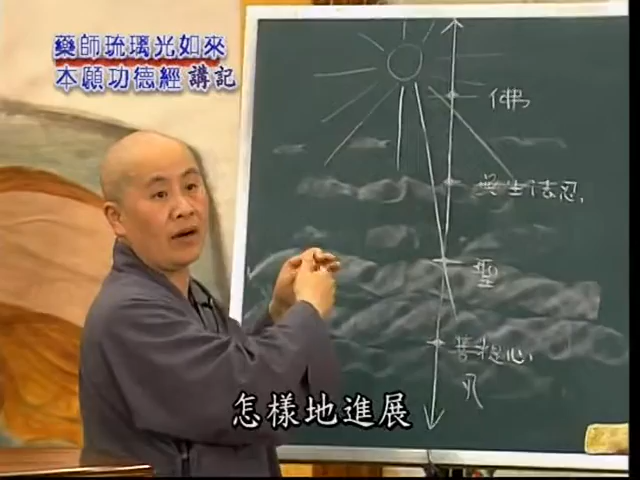 藥師琉璃光如來
本願功德經講記
佛
無生法忍,
聖
菩提心,
凡
怎樣地進展